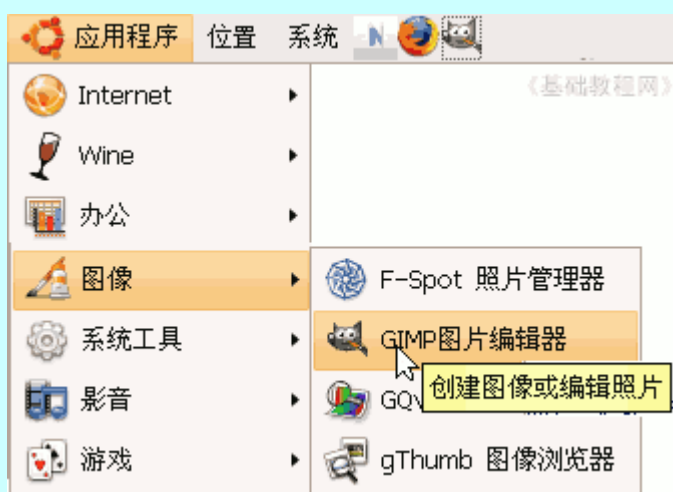 应用程序 位置 系统 N
《基础教程网》
Internet
Wine
办公
图像
F-Spot 照片管理器
系统工具
GIMP图片编辑器
创建图像或编辑照片
影音
GQv
游戏
gThumb 图像浏览器